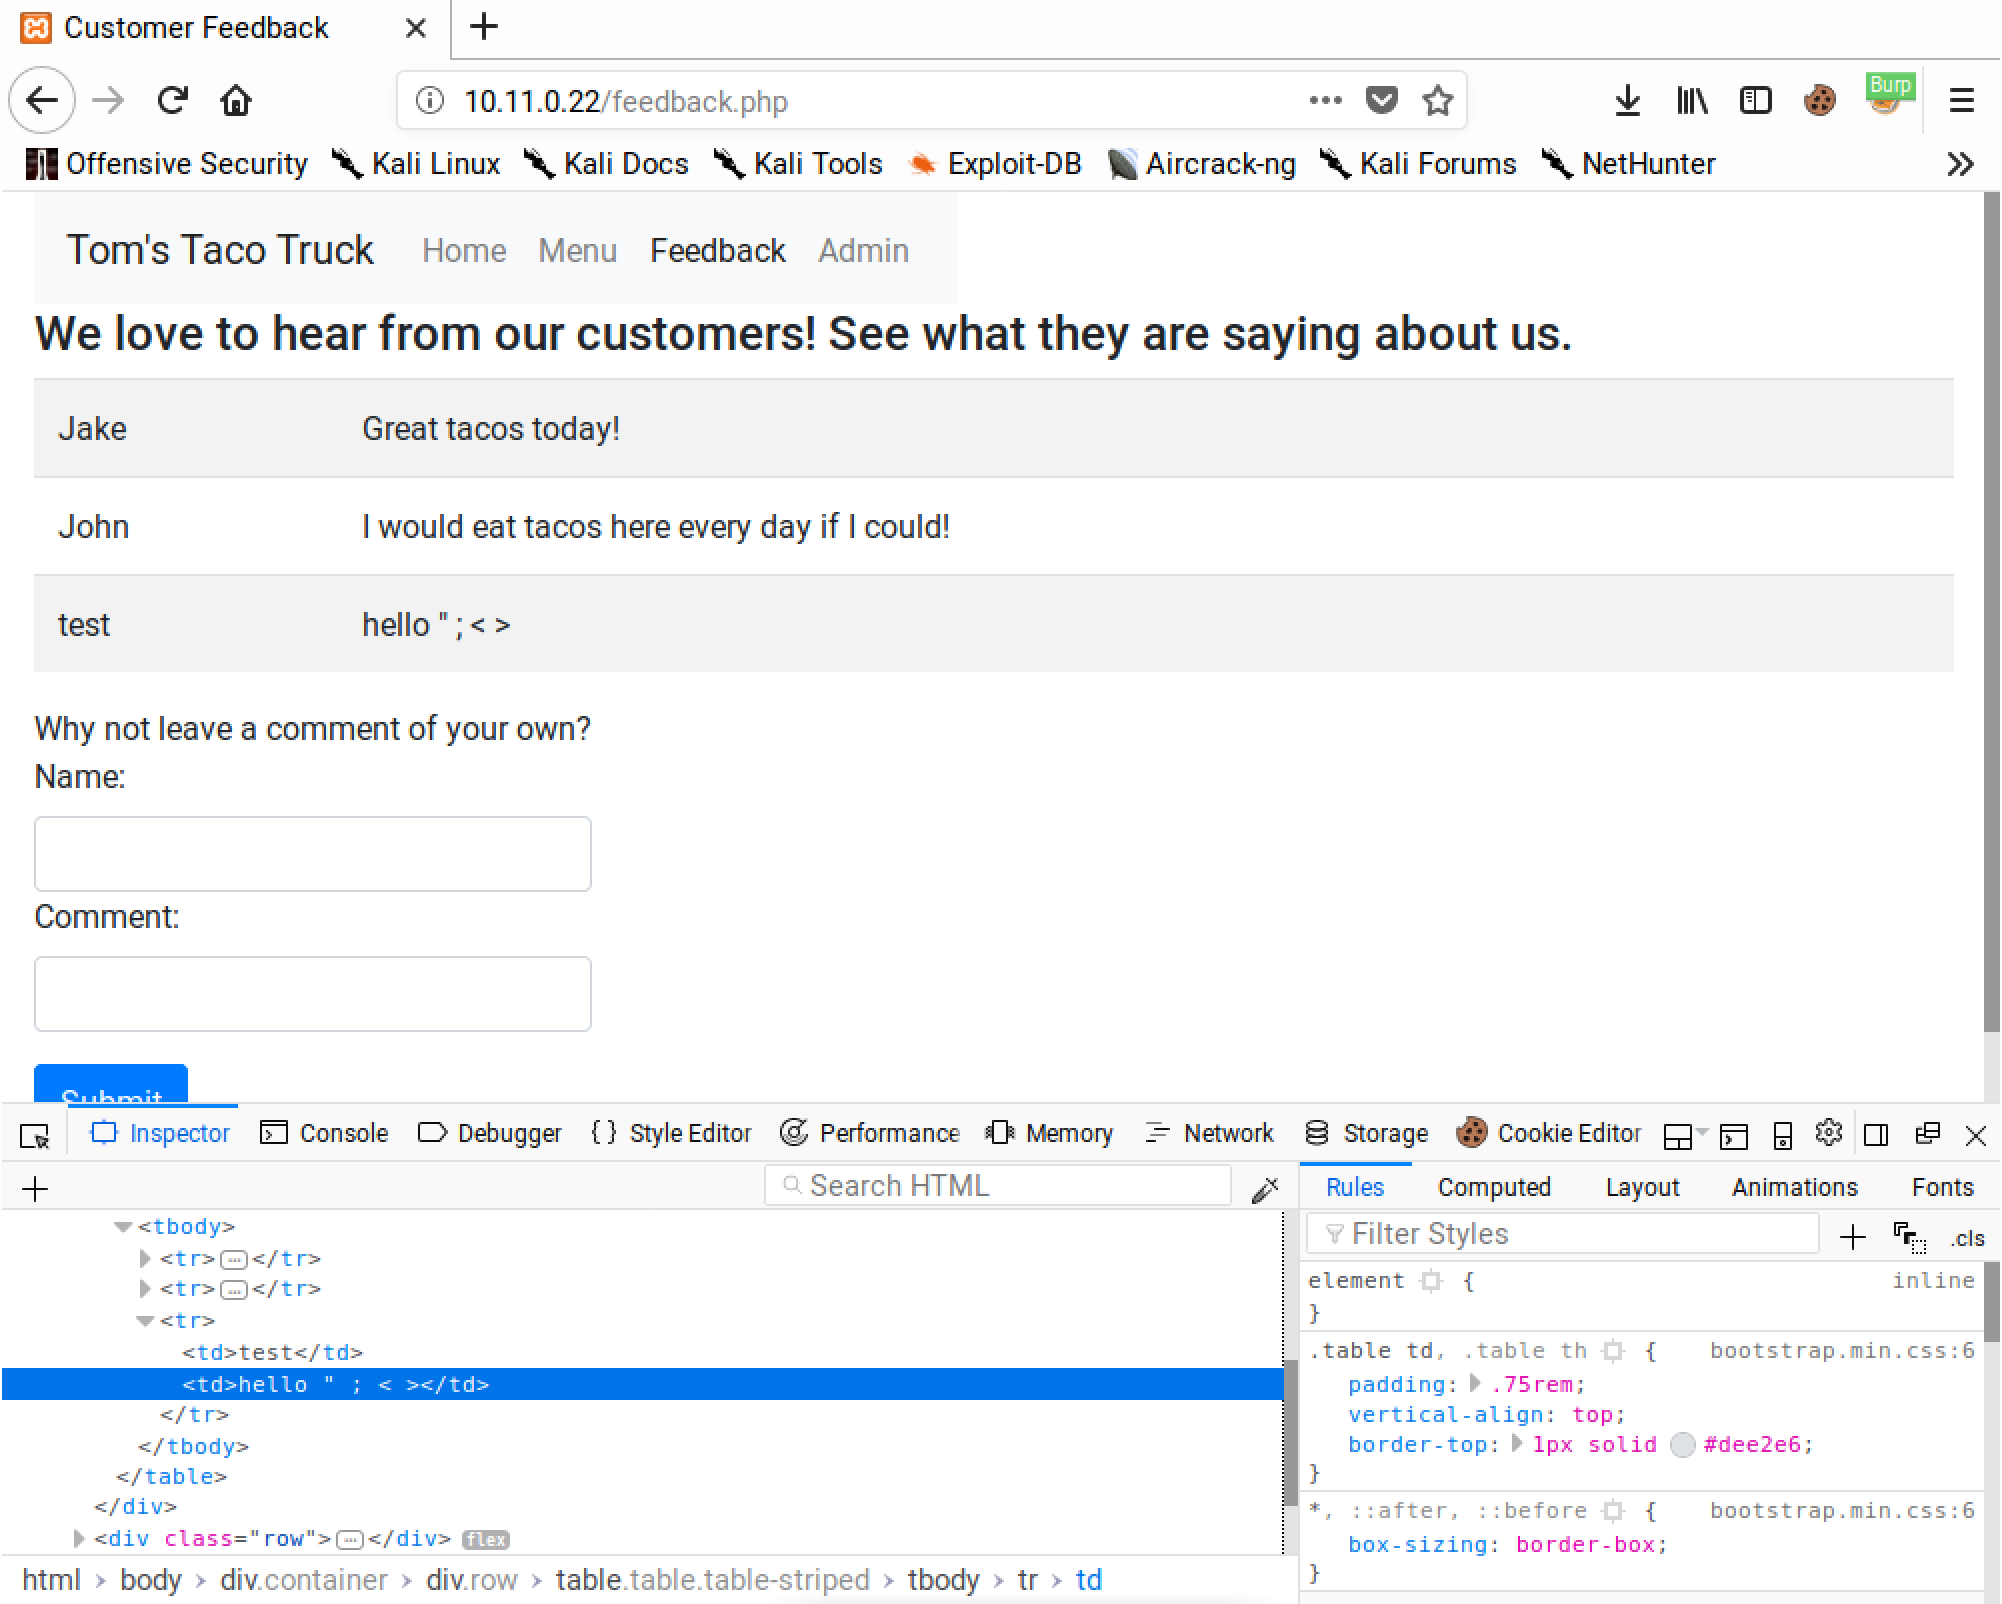 Customer Feedback
10.11.0.22/feedback.php
Burp
Offensive Security Kali Linux Kali Docs Kali Tools Exploit-DB Aircrack-ng Kali Forums NetHunter
Tom's Taco Truck Home Menu Feedback Admin
We love to hear from our customers! See what they are saying about us.
Jake Great tacos today!
John I would eat tacos here every day if I could!
test hello " ; < >
Why not leave a comment of your own?
Name:
Comment:
Submit
Inspector Console Debugger { } Style Editor Performance Memory Network Storage Cookie Editor
Search HTML
<tbody>
<tr>…</tr>
<tr>…</tr>
<tr>
<td>test</td>
<td>hello " ; < ></td>
</tr>
</tbody>
</table>
</div>
<div class="row">…</div> flex
html > body > div.container > div.row > table.table.table-striped > tbody > tr > td
Rules Computed Layout Animations Fonts
Filter Styles + .cls
element { inline
}
.table td, .table th { bootstrap.min.css:6
padding: .75rem;
vertical-align: top;
border-top: 1px solid #dee2e6;
}
*, ::after, ::before { bootstrap.min.css:6
box-sizing: border-box;
}